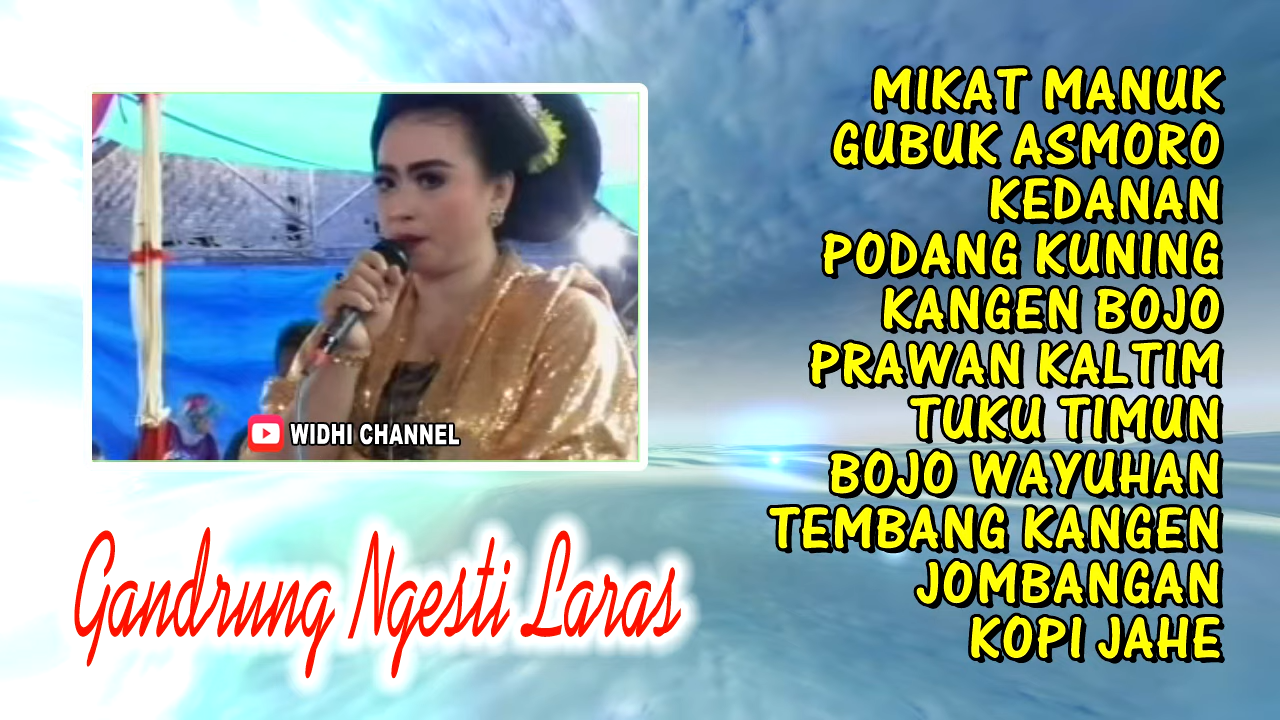 WIDHI CHANNEL
Gandrung Ngesti Laras
MIKAT MANUK
GUBUK ASMORO
KEDANAN
PODANG KUNING
KANGEN BOJO
PRAWAN KALTIM
TUKU TIMUN
BOJO WAYUHAN
TEMBANG KANGEN
JOMBANGAN
KOPI JAHE